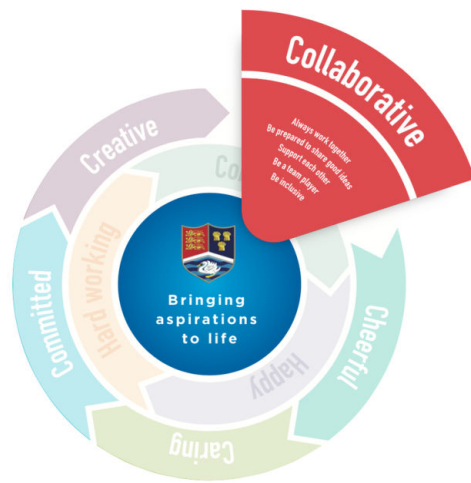 Collaborative
Always work together
Be prepared to share good ideas
Support each other
Be a team player
Be inclusive
Creative
Hard working
Committed
Bringing
aspirations
to life
Cheerful
Happy
Caring